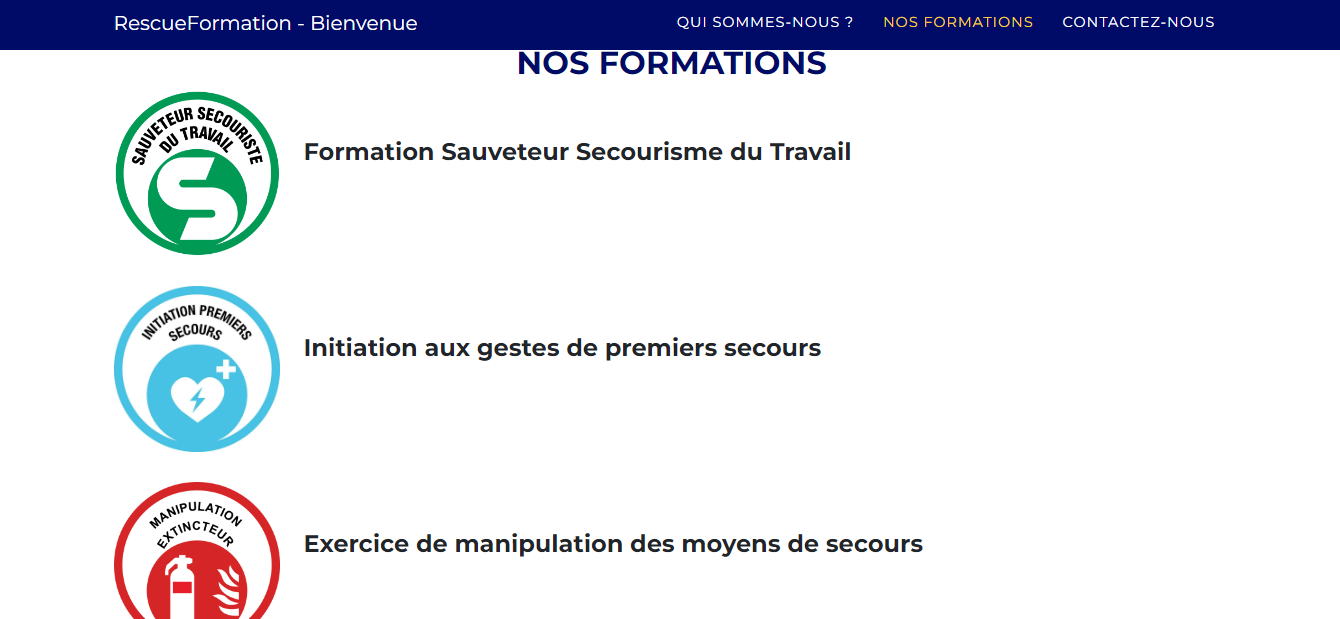 RescueFormation - Bienvenue
QUI SOMMES-NOUS ?
NOS FORMATIONS
CONTACTEZ-NOUS
NOS FORMATIONS
SAUVETEUR SECOURISTE
DU TRAVAIL
Formation Sauveteur Secourisme du Travail
INITIATION PREMIERS
SECOURS
Initiation aux gestes de premiers secours
MANIPULATION
EXTINCTEUR
Exercice de manipulation des moyens de secours